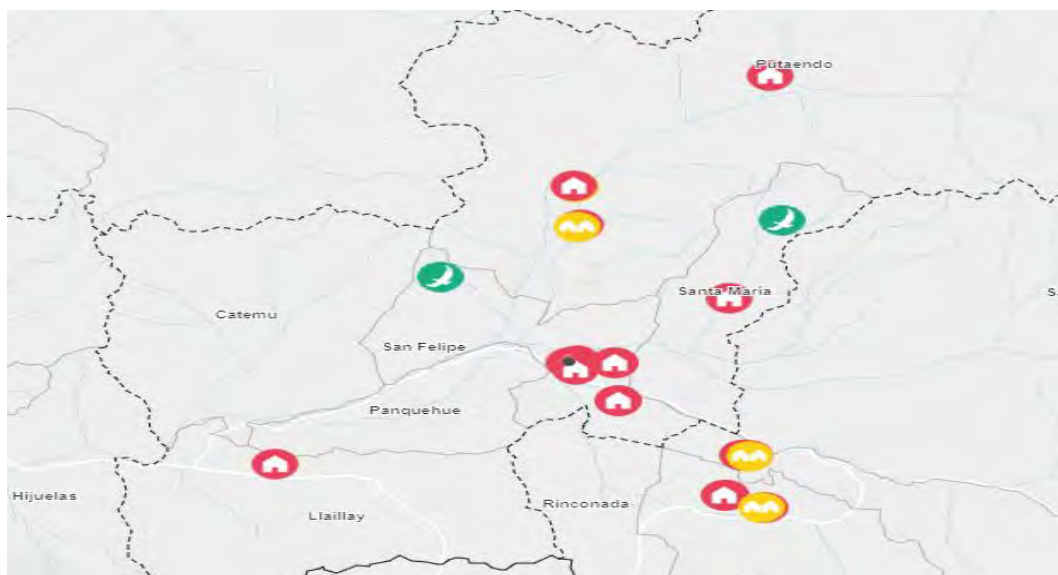 Putaendo
Santa María
Catemu
S
San Felipe
Panquehue
Hijuelas
Rinconada
Llaillay